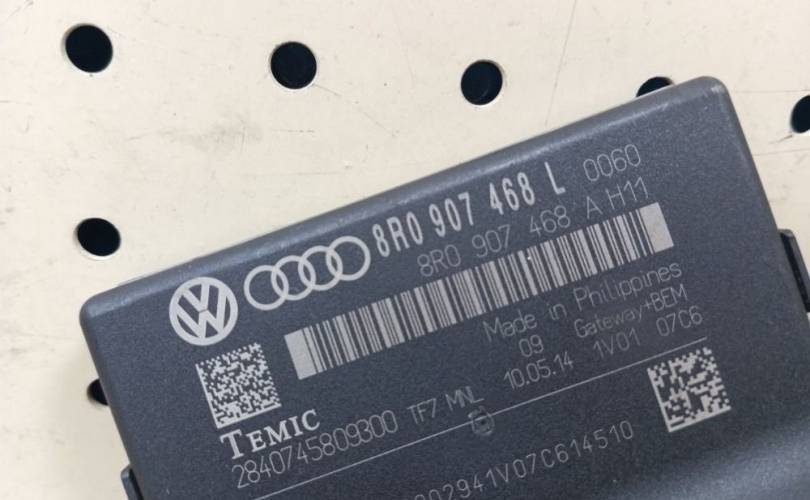 8R0 907 468 L 0060
8R0 907 468 A H11
Made in Philippines
09 Gateway+BEM
10.05.14 1V01 07C6
TEMIC
2840745809300 TF7 MNL
002941V07C614510